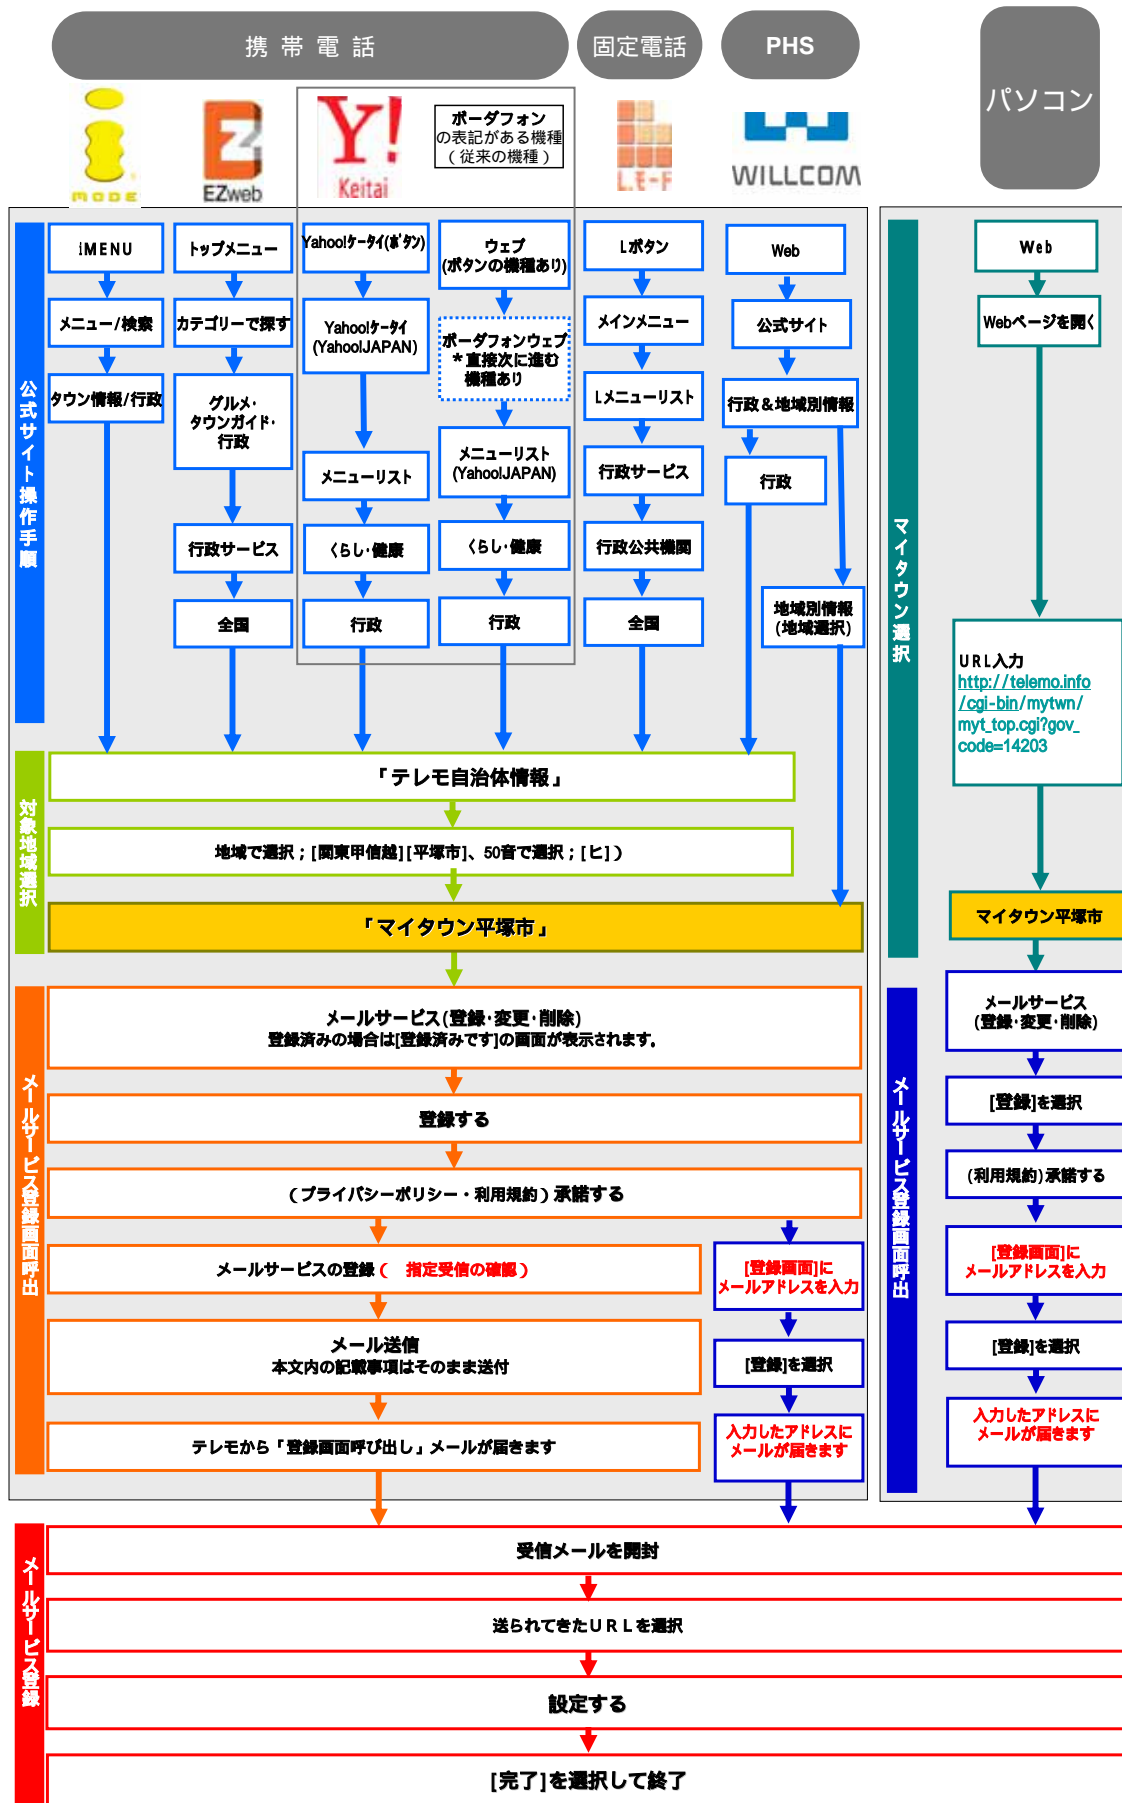 携帯電話
固定電話
PHS
パソコン
MODE
EZweb
Y!
Keitai
ボーダフォン
の表記がある機種
（従来の機種）
L モード
WILLCOM
公式サイト操作手順
iMENU
メニュー/検索
タウン情報/行政
トップメニュー
カテゴリーで探す
グルメ・
タウンガイド・
行政
行政サービス
全国
Yahoo!ケータイ(ボタン)
Yahoo!ケータイ
(Yahoo!JAPAN)
メニューリスト
くらし・健康
行政
ウェブ
(ボタンの機種あり)
ボーダフォンウェブ
＊直接次に進む
機種あり
メニューリスト
(Yahoo!JAPAN)
くらし・健康
行政
Lボタン
メインメニュー
Lメニューリスト
行政サービス
行政公共機関
全国
Web
公式サイト
行政＆地域別情報
行政
地域別情報
(地域選択)
対象地域選択
「テレモ自治体情報」
地域で選択；[関東甲信越][平塚市]、50音で選択；[ヒ]）
「マイタウン平塚市」
メールサービス登録画面呼出
メールサービス(登録・変更・削除)
登録済みの場合は[登録済みです]の画面が表示されます。
登録する
（プライバシーポリシー・利用規約）承諾する
メールサービスの登録（　指定受信の確認）
メール送信
本文内の記載事項はそのまま送付
テレモから「登録画面呼び出し」メールが届きます
[登録画面]に
メールアドレスを入力
[登録]を選択
入力したアドレスに
メールが届きます
マイタウン選択
Web
Webページを開く
URL入力
http://telemo.info
/cgi-bin/mytwn/
myt_top.cgi?gov_
code=14203
マイタウン平塚市
メールサービス登録画面呼出
メールサービス
(登録・変更・削除)
[登録]を選択
(利用規約)承諾する
[登録画面]に
メールアドレスを入力
[登録]を選択
入力したアドレスに
メールが届きます
メールサービス登録
受信メールを開封
送られてきたＵＲＬを選択
設定する
[完了]を選択して終了